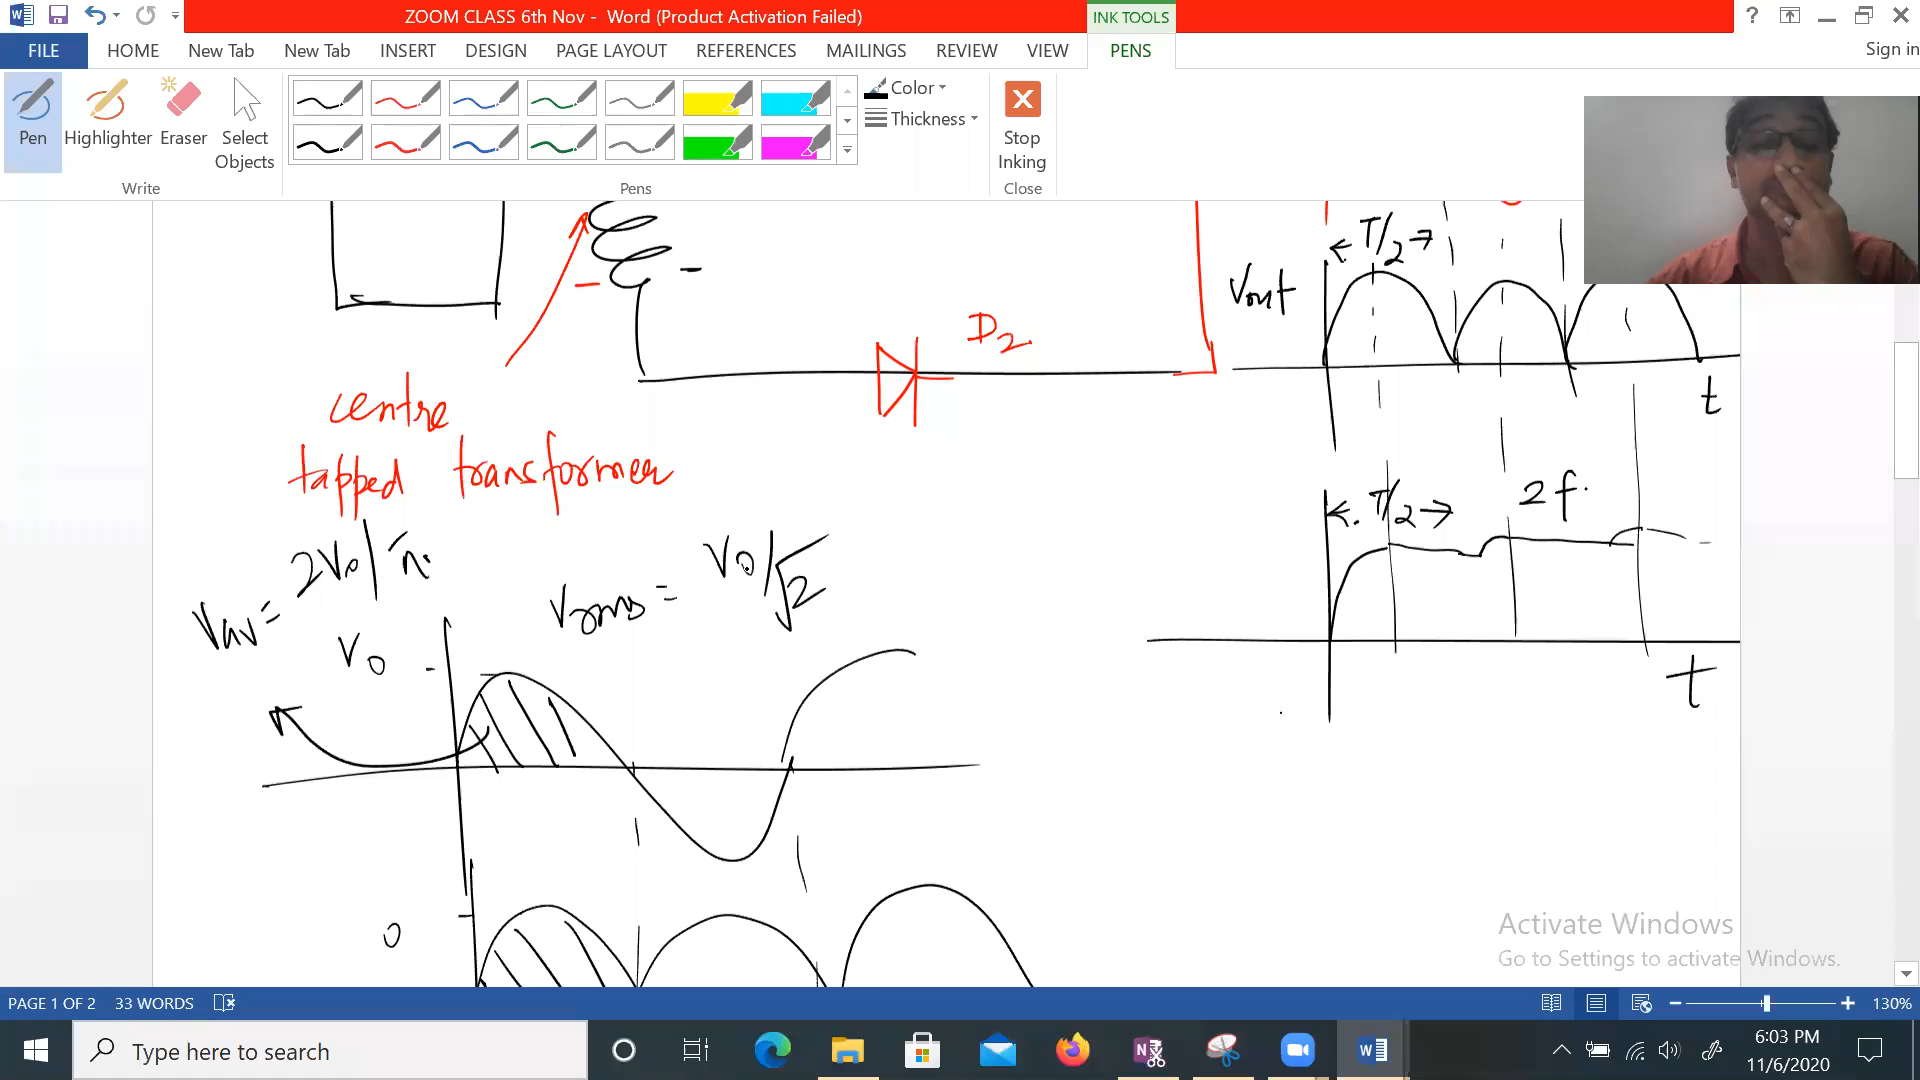 ZOOM CLASS 6th Nov - Word (Product Activation Failed)
INK TOOLS
FILE HOME New Tab New Tab INSERT DESIGN PAGE LAYOUT REFERENCES MAILINGS REVIEW VIEW PENS
Sign in
Pen
Highlighter
Eraser
Select Objects
Color
Thickness
Stop Inking
Write
Pens
Close
T/2
Vout
D2
t
centre
tapped transformer
T/2
2f
Vav = 2V0/π
Vrms = V0/√2
V0
t
0
Activate Windows
Go to Settings to activate Windows.
PAGE 1 OF 2 33 WORDS
130%
Type here to search
6:03 PM
11/6/2020